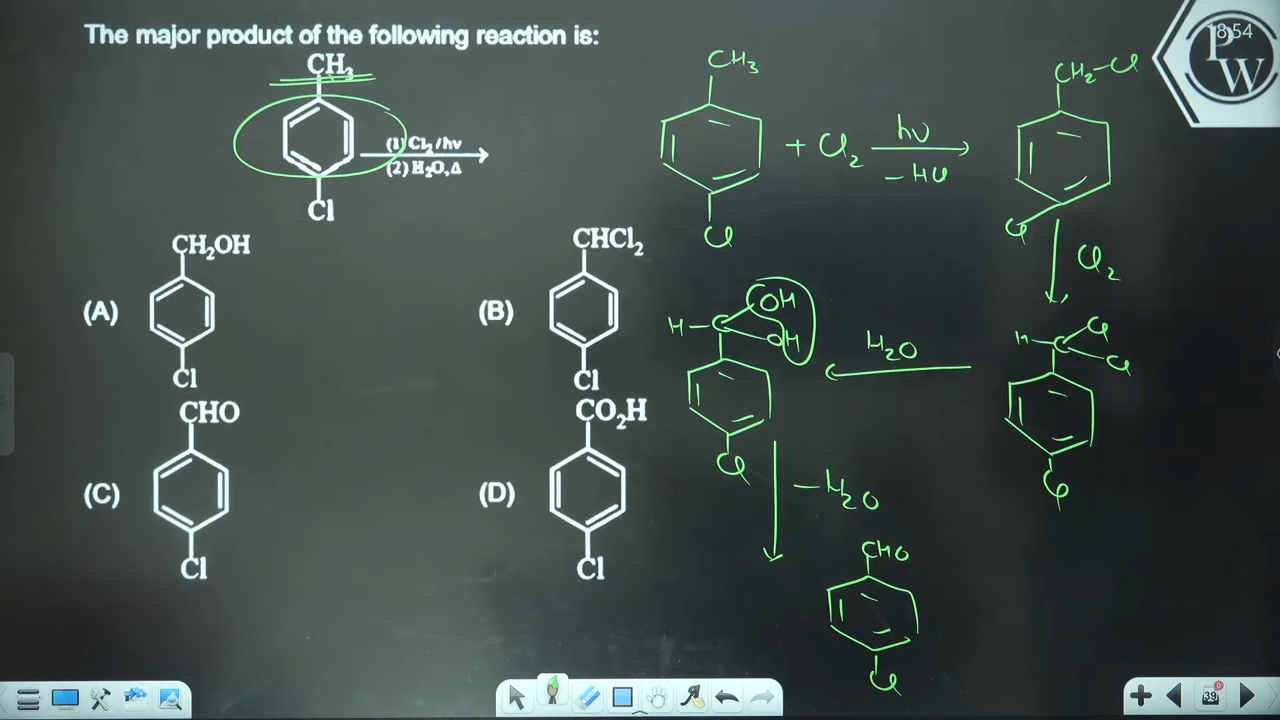 The major product of the following reaction is:
18:54
PW
CH₃
(1) Cl₂/hν
(2) H₂O, Δ
Cl
CH₃
+ Cl₂
hν
− HCl
CH₂−Cl
Cl
Cl
Cl₂
(A)
CH₂OH
Cl
(B)
CHCl₂
Cl
H−C
OH
OH
Cl
H₂O
H−C
Cl
Cl
Cl
(C)
CHO
Cl
(D)
CO₂H
Cl
−H₂O
CHO
Cl
39